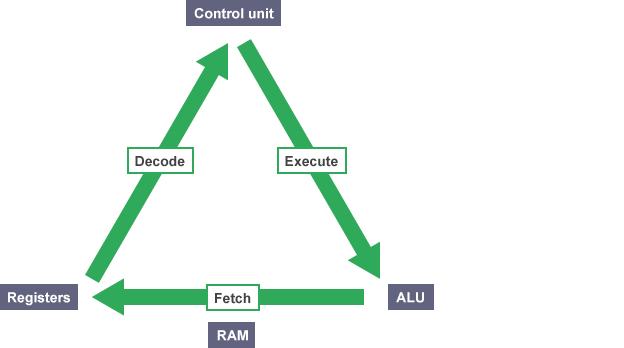 Control unit
Decode
Execute
Registers
Fetch
ALU
RAM